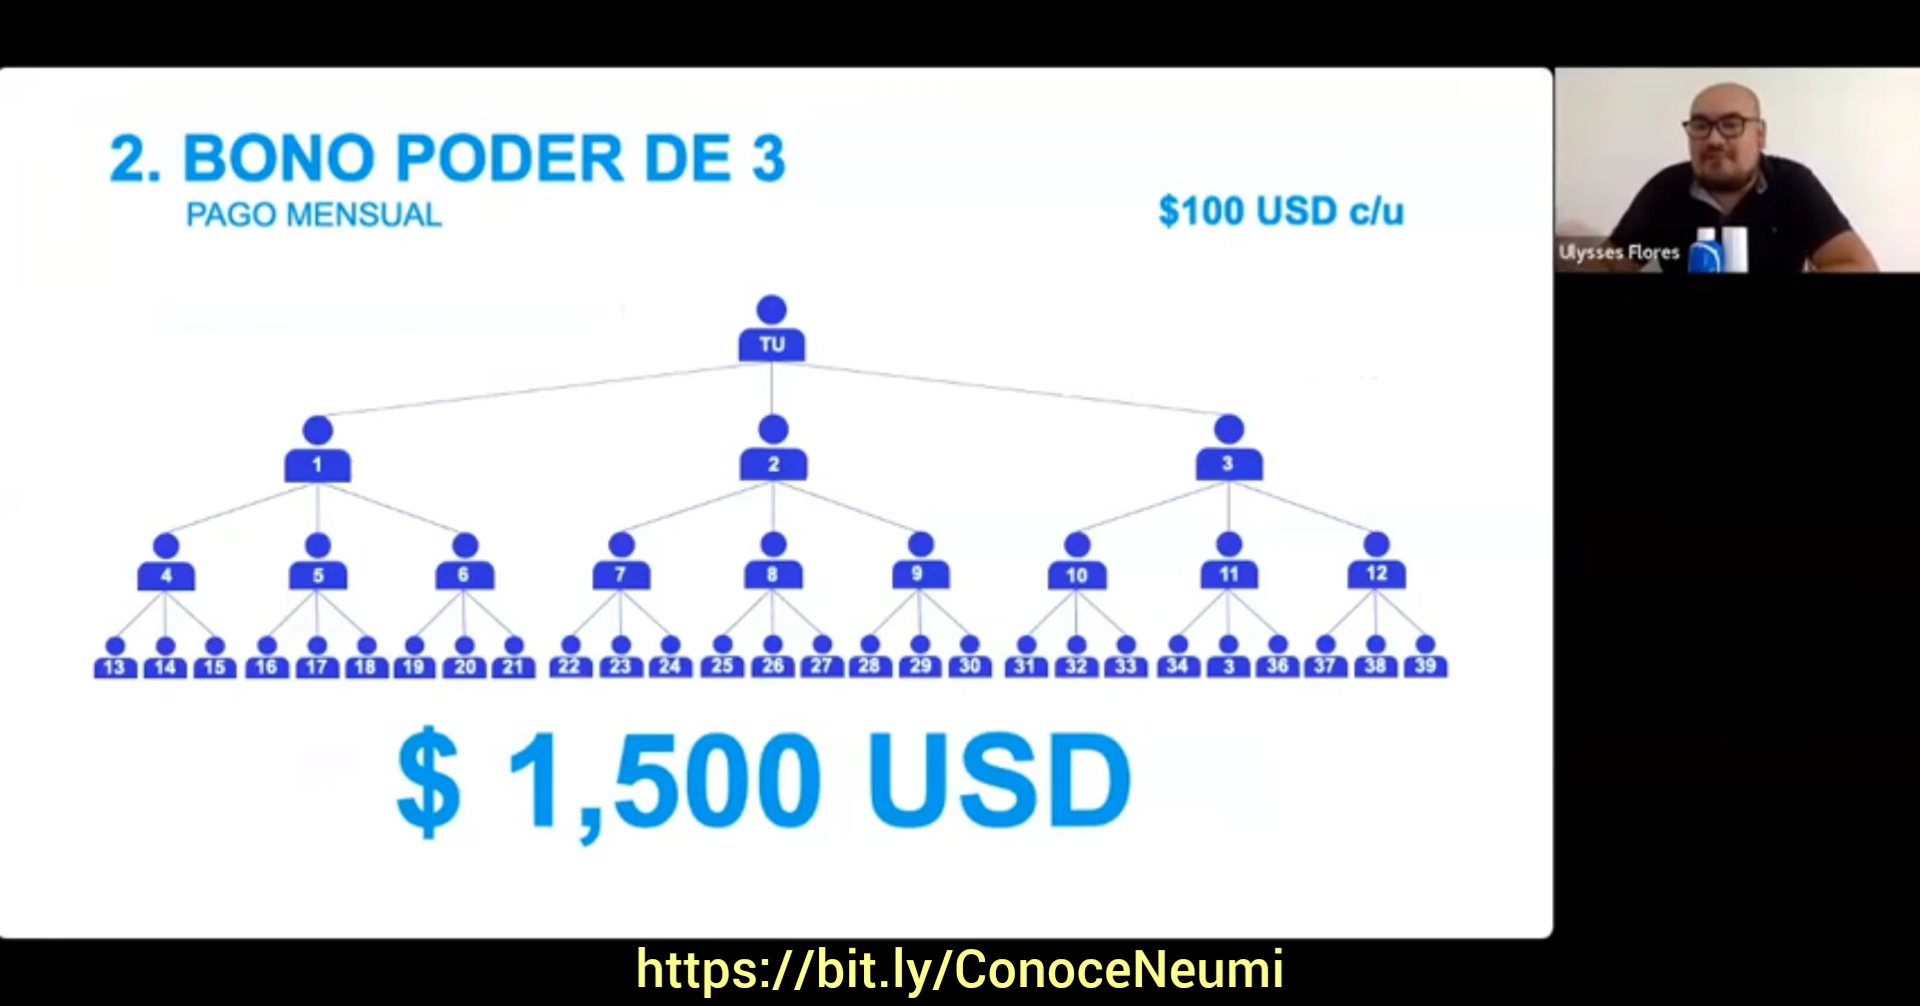 2. BONO PODER DE 3
PAGO MENSUAL
$100 USD c/u
Ulysses Flores
TU
1 2 3
4 5 6 7 8 9 10 11 12
13 14 15 16 17 18 19 20 21 22 23 24 25 26 27 28 29 30 31 32 33 34 3 36 37 38 39
$ 1,500 USD
https://bit.ly/ConoceNeumi